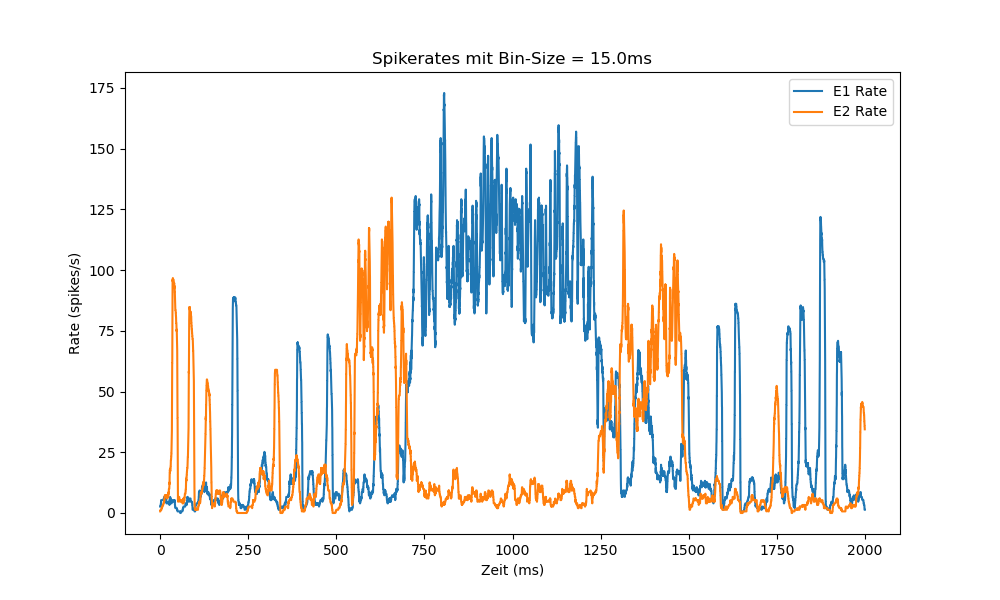 Spikerates mit Bin-Size = 15.0ms
E1 Rate
E2 Rate
Rate (spikes/s)
175
150
125
100
75
50
25
0
0 250 500 750 1000 1250 1500 1750 2000
Zeit (ms)